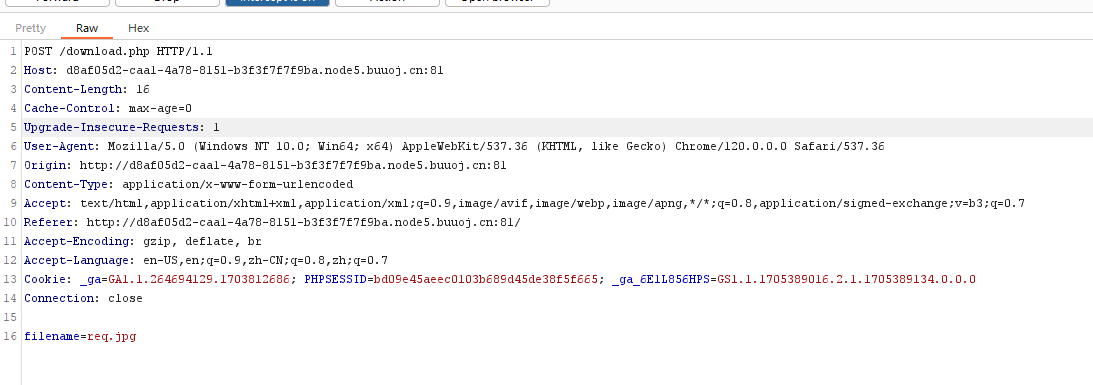 Forward Drop Intercept is on Action Open browser
Pretty Raw Hex
1 POST /download.php HTTP/1.1
2 Host: d8af05d2-caa1-4a78-8151-b3f3f7f7f9ba.node5.buuoj.cn:81
3 Content-Length: 16
4 Cache-Control: max-age=0
5 Upgrade-Insecure-Requests: 1
6 User-Agent: Mozilla/5.0 (Windows NT 10.0; Win64; x64) AppleWebKit/537.36 (KHTML, like Gecko) Chrome/120.0.0.0 Safari/537.36
7 Origin: http://d8af05d2-caa1-4a78-8151-b3f3f7f7f9ba.node5.buuoj.cn:81
8 Content-Type: application/x-www-form-urlencoded
9 Accept: text/html,application/xhtml+xml,application/xml;q=0.9,image/avif,image/webp,image/apng,*/*;q=0.8,application/signed-exchange;v=b3;q=0.7
10 Referer: http://d8af05d2-caa1-4a78-8151-b3f3f7f7f9ba.node5.buuoj.cn:81/
11 Accept-Encoding: gzip, deflate, br
12 Accept-Language: en-US,en;q=0.9,zh-CN;q=0.8,zh;q=0.7
13 Cookie: _ga=GA1.1.264694129.1703812686; PHPSESSID=bd09e45aeec0103b689d45de38f5f665; _ga_6E1L856HPS=GS1.1.1705389016.2.1.1705389134.0.0.0
14 Connection: close
15
16 filename=req.jpg